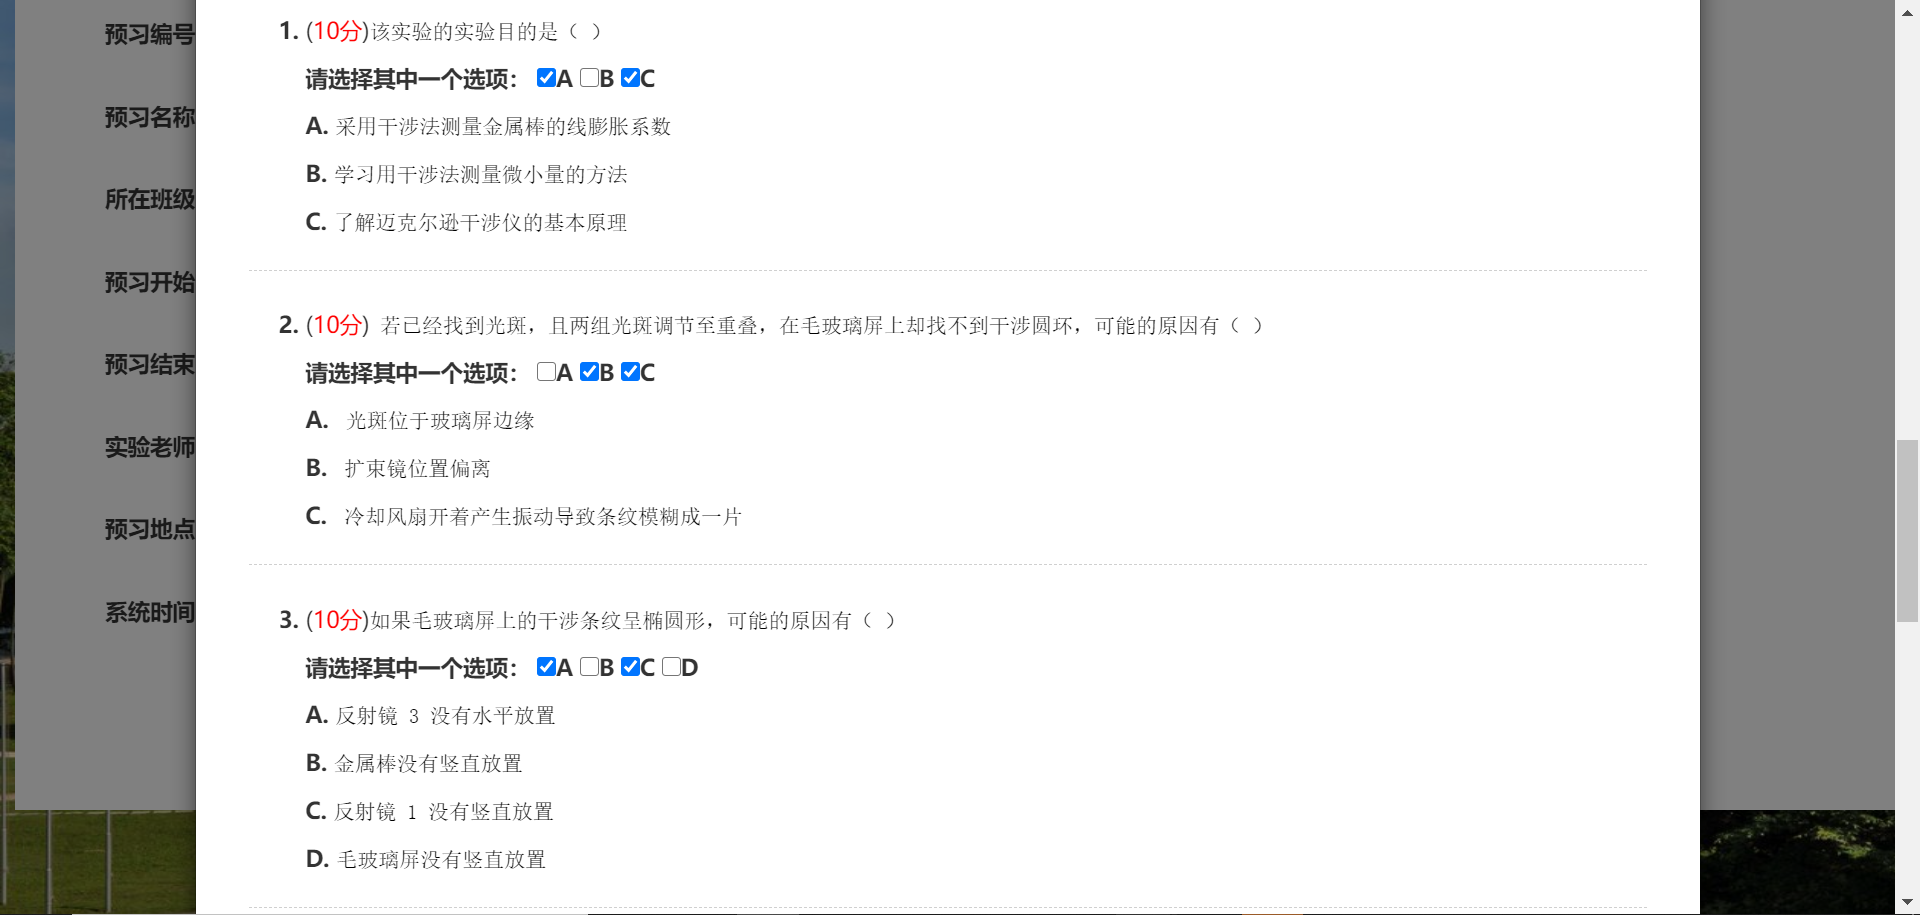 预习编号
预习名称
所在班级
预习开始
预习结束
实验老师
预习地点
系统时间
1. (10分)该实验的实验目的是（ ）
请选择其中一个选项： A B C
A. 采用干涉法测量金属棒的线膨胀系数
B. 学习用干涉法测量微小量的方法
C. 了解迈克尔逊干涉仪的基本原理
2. (10分) 若已经找到光斑，且两组光斑调节至重叠，在毛玻璃屏上却找不到干涉圆环，可能的原因有（ ）
请选择其中一个选项： A B C
A. 光斑位于玻璃屏边缘
B. 扩束镜位置偏离
C. 冷却风扇开着产生振动导致条纹模糊成一片
3. (10分)如果毛玻璃屏上的干涉条纹呈椭圆形，可能的原因有（ ）
请选择其中一个选项： A B C D
A. 反射镜 3 没有水平放置
B. 金属棒没有竖直放置
C. 反射镜 1 没有竖直放置
D. 毛玻璃屏没有竖直放置